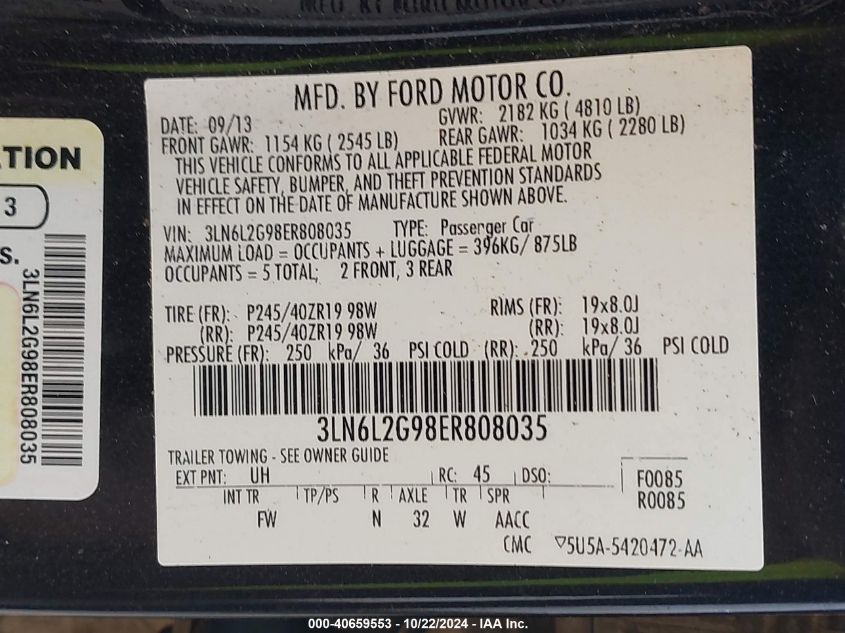 MFD. BY FORD MOTOR CO.
DATE: 09/13 GVWR: 2182 KG ( 4810 LB)
FRONT GAWR: 1154 KG ( 2545 LB) REAR GAWR: 1034 KG ( 2280 LB)
THIS VEHICLE CONFORMS TO ALL APPLICABLE FEDERAL MOTOR
VEHICLE SAFETY, BUMPER, AND THEFT PREVENTION STANDARDS
IN EFFECT ON THE DATE OF MANUFACTURE SHOWN ABOVE.
VIN: 3LN6L2G98ER808035 TYPE: Passerger Car
MAXIMUM LOAD = OCCUPANTS + LUGGAGE = 396KG/ 875LB
OCCUPANTS = 5 TOTAL; 2 FRONT, 3 REAR
TIRE (FR): P245/40ZR19 98W RIMS (FR): 19x8.0J
(RR): P245/40ZR19 98W (RR): 19x8.0J
PRESSURE (FR): 250 kPa/ 36 PSI COLD (RR): 250 kPa/ 36 PSI COLD
3LN6L2G98ER808035
TRAILER TOWING - SEE OWNER GUIDE
EXT PNT: UH RC: 45 DSO: F0085
INT TR TP/PS R AXLE TR SPR R0085
FW N 32 W AACC
CMC ▽5U5A-5420472-AA
TION
3
S.
3LN6L2G98ER808035
000-40659553 - 10/22/2024 - IAA Inc.